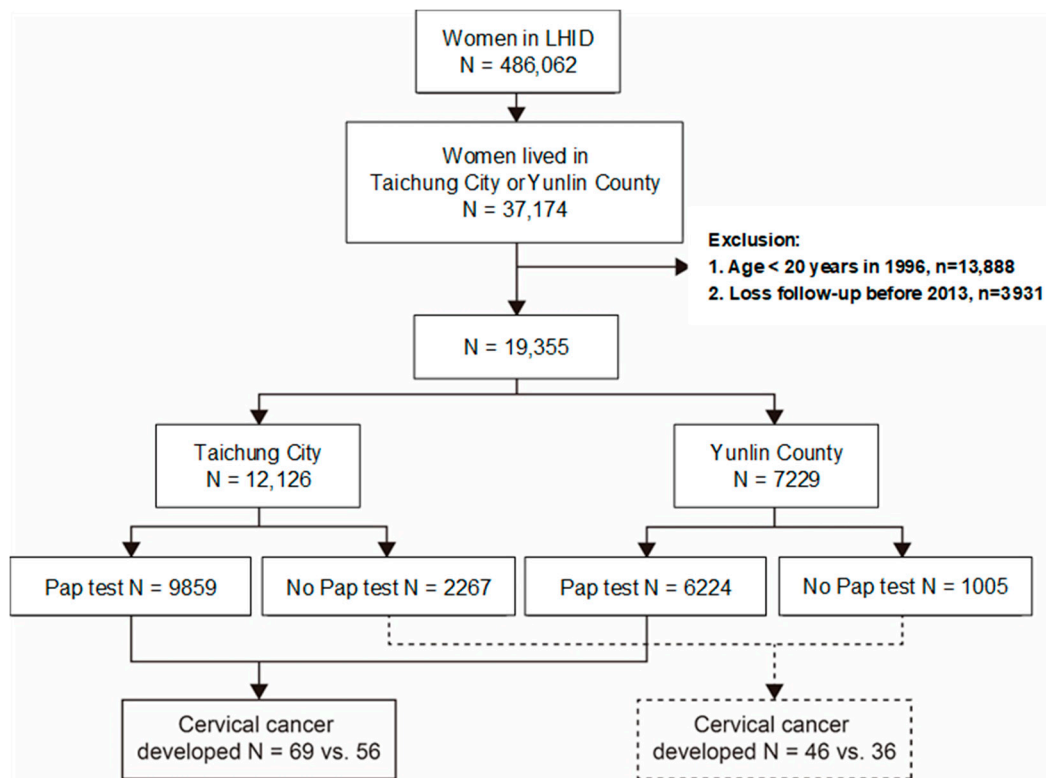 Women in LHID
N = 486,062
Women lived in
Taichung City orYunlin County
N = 37,174
Exclusion:
1. Age < 20 years in 1996, n=13,888
2. Loss follow-up before 2013, n=3931
N = 19,355
Taichung City
N = 12,126
Yunlin County
N = 7229
Pap test N = 9859
No Pap test N = 2267
Pap test N = 6224
No Pap test N = 1005
Cervical cancer
developed N = 69 vs. 56
Cervical cancer
developed N = 46 vs. 36